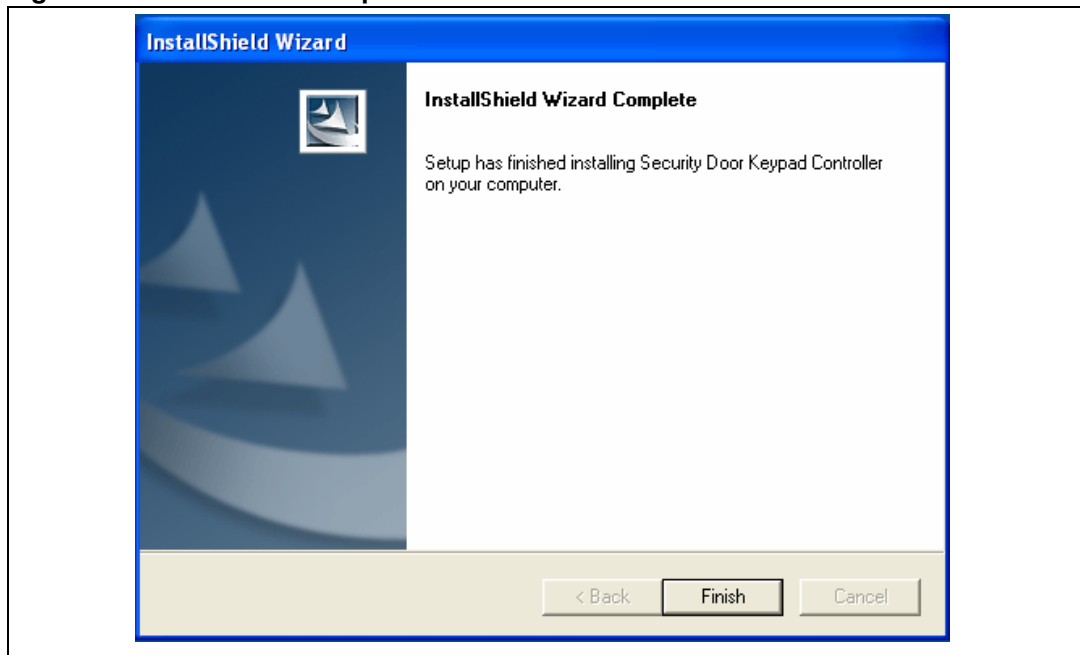 InstallShield Wizard
InstallShield Wizard Complete
Setup has finished installing Security Door Keypad Controller
on your computer.
< Back
Finish
Cancel